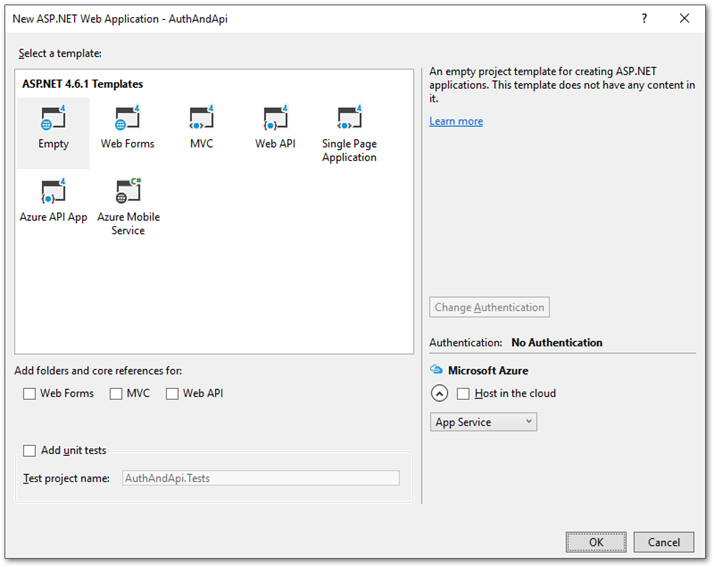 New ASP.NET Web Application - AuthAndApi
?
Select a template:
ASP.NET 4.6.1 Templates
Empty
Web Forms
MVC
Web API
Single Page
Application
Azure API App
Azure Mobile
Service
An empty project template for creating ASP.NET
applications. This template does not have any content in
it.
Learn more
Change Authentication
Authentication: No Authentication
Microsoft Azure
Host in the cloud
App Service
Add folders and core references for:
Web Forms
MVC
Web API
Add unit tests
Test project name:
AuthAndApi.Tests
OK
Cancel